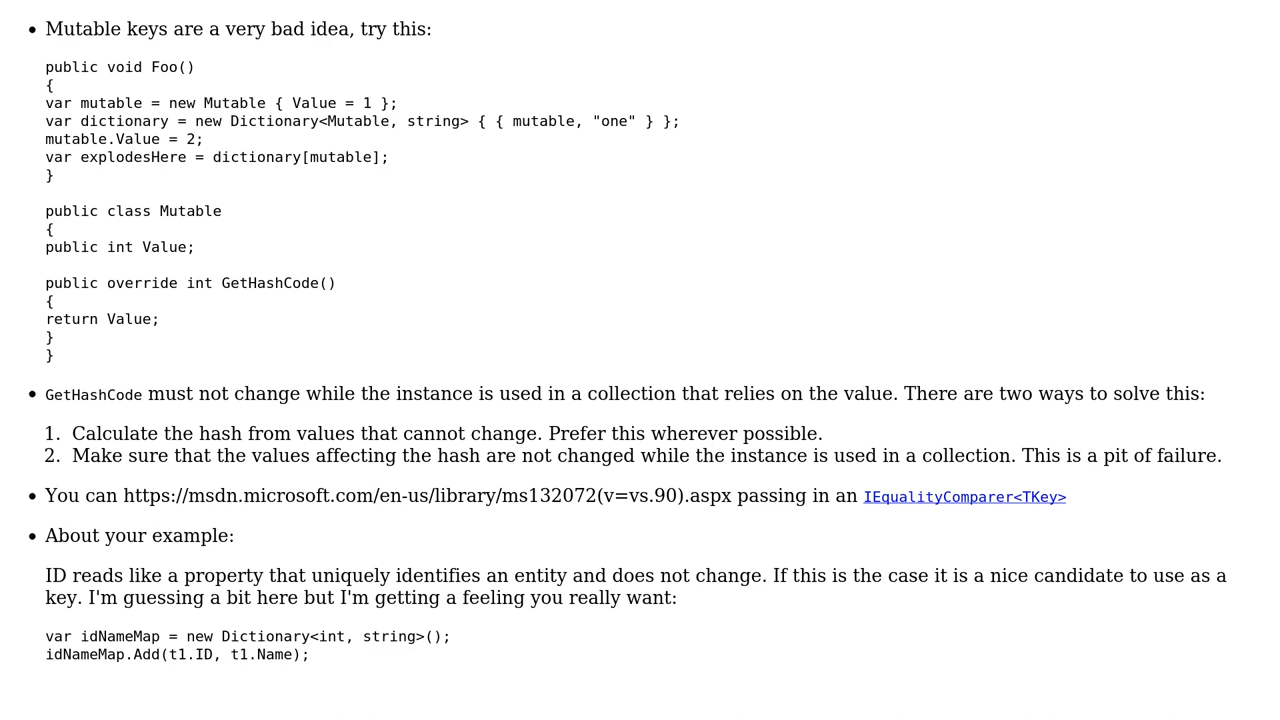 • Mutable keys are a very bad idea, try this:
public void Foo()
{
var mutable = new Mutable { Value = 1 };
var dictionary = new Dictionary<Mutable, string> { { mutable, "one" } };
mutable.Value = 2;
var explodesHere = dictionary[mutable];
}
public class Mutable
{
public int Value;
public override int GetHashCode()
{
return Value;
}
}
• GetHashCode must not change while the instance is used in a collection that relies on the value. There are two ways to solve this:
1. Calculate the hash from values that cannot change. Prefer this wherever possible.
2. Make sure that the values affecting the hash are not changed while the instance is used in a collection. This is a pit of failure.
• You can https://msdn.microsoft.com/en-us/library/ms132072(v=vs.90).aspx passing in an IEqualityComparer<TKey>
• About your example:
ID reads like a property that uniquely identifies an entity and does not change. If this is the case it is a nice candidate to use as a
key. I'm guessing a bit here but I'm getting a feeling you really want:
var idNameMap = new Dictionary<int, string>();
idNameMap.Add(t1.ID, t1.Name);